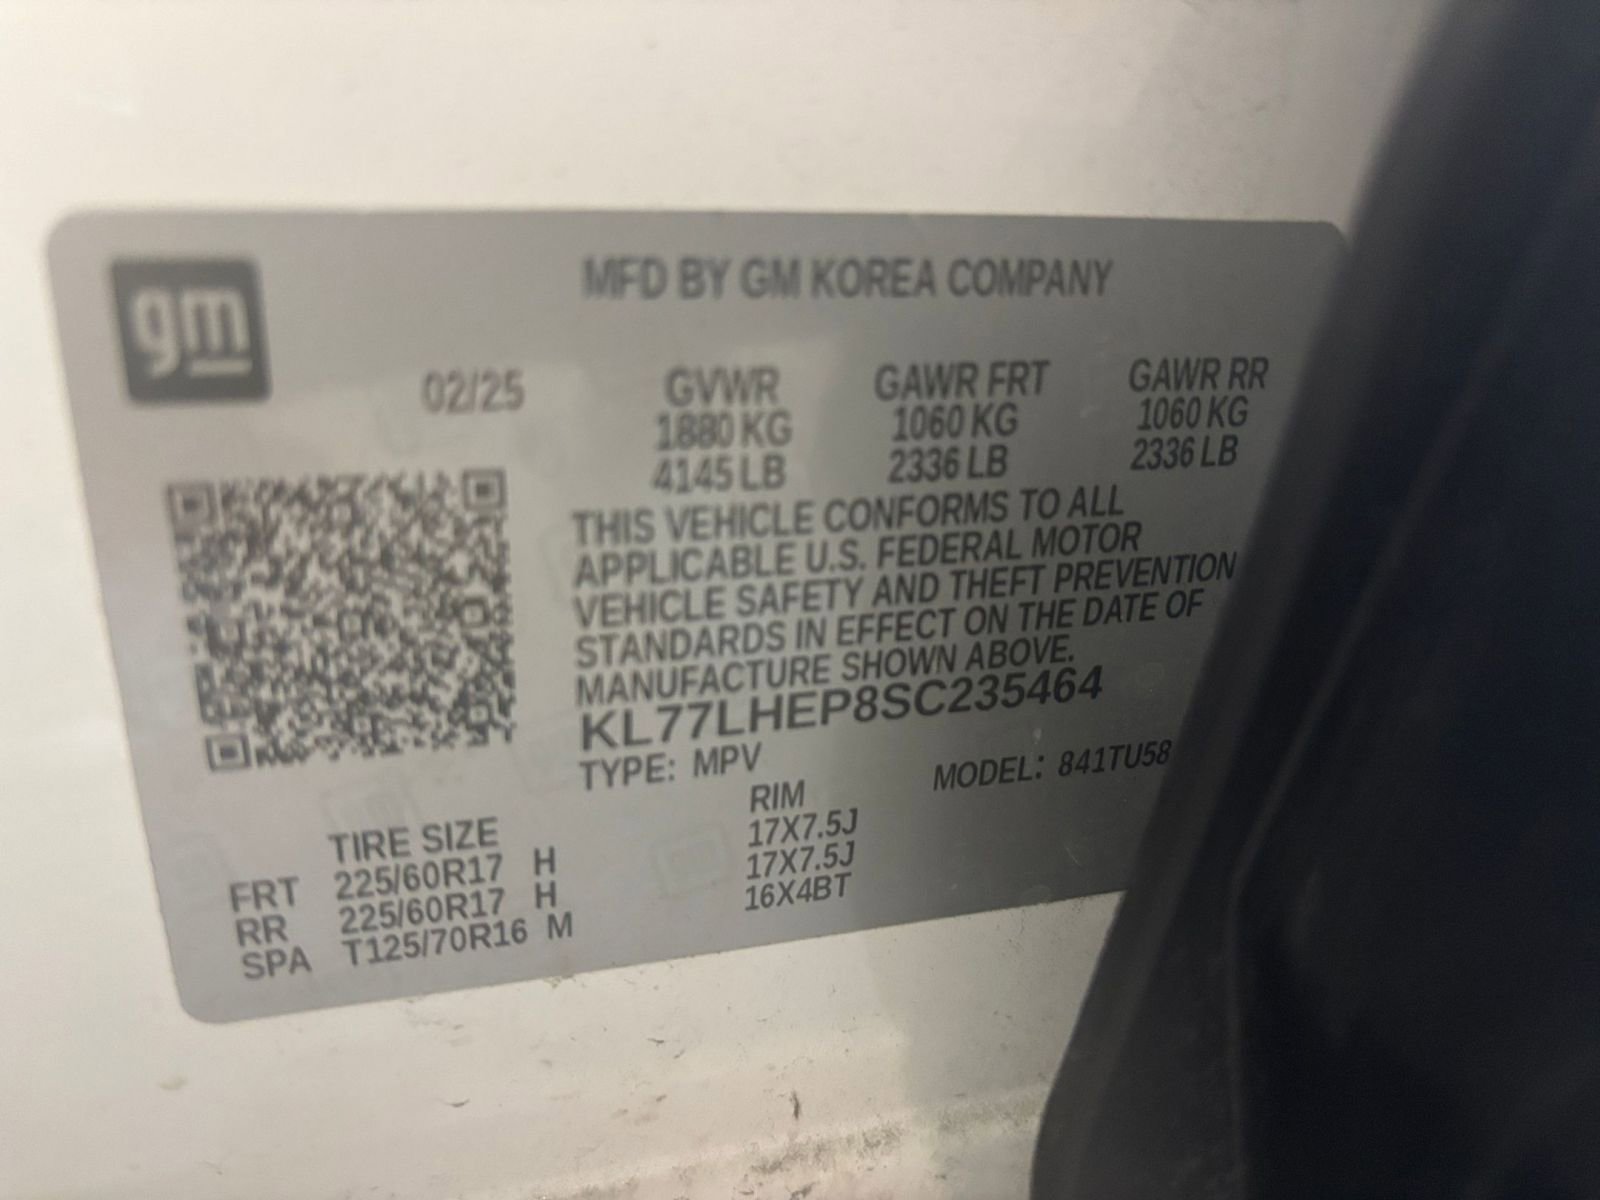 gm
MFD BY GM KOREA COMPANY
02/25
GVWR GAWR FRT GAWR RR
1880 KG 1060 KG 1060 KG
4145 LB 2336 LB 2336 LB
THIS VEHICLE CONFORMS TO ALL
APPLICABLE U.S. FEDERAL MOTOR
VEHICLE SAFETY AND THEFT PREVENTION
STANDARDS IN EFFECT ON THE DATE OF
MANUFACTURE SHOWN ABOVE.
KL77LHEP8SC235464
TYPE: MPV MODEL: 841TU58
TIRE SIZE RIM
FRT 225/60R17 H 17X7.5J
RR 225/60R17 H 17X7.5J
SPA T125/70R16 M 16X4BT